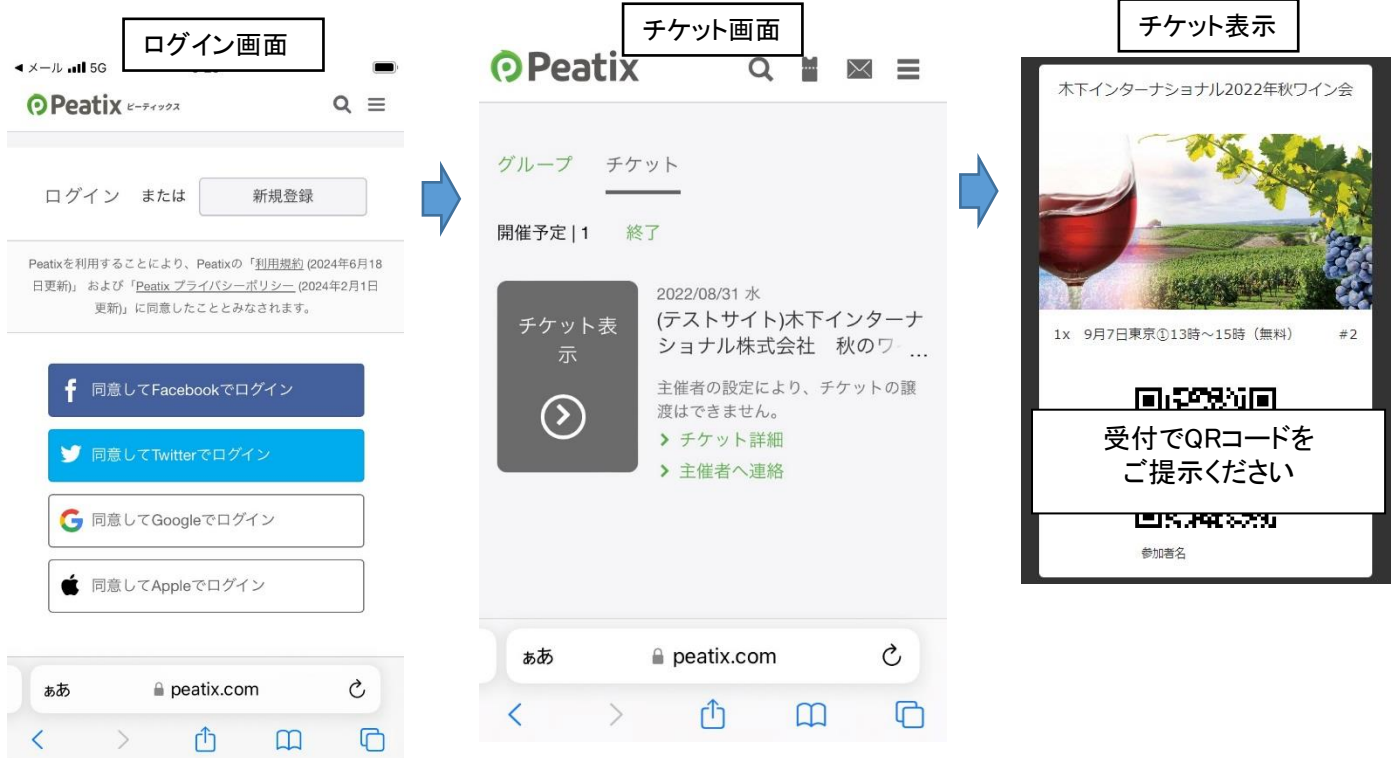 ログイン画面
メール 5G
Peatix ピーティックス
ログイン または 新規登録
Peatixを利用することにより、Peatixの「利用規約 (2024年6月18
日更新)」 および「Peatix プライバシーポリシー (2024年2月1日
更新)」に同意したこととみなされます。
同意してFacebookでログイン
同意してTwitterでログイン
同意してGoogleでログイン
同意してAppleでログイン
ぁあ peatix.com
チケット画面
Peatix
グループ チケット
開催予定 | 1 終了
チケット表
示
2022/08/31 水
(テストサイト)木下インターナ
ショナル株式会社 秋のワ...
主催者の設定により、チケットの譲
渡はできません。
チケット詳細
主催者へ連絡
ぁあ peatix.com
チケット表示
木下インターナショナル2022年秋ワイン会
1x 9月7日東京①13時～15時（無料） #2
受付でQRコードを
ご提示ください
参加者名